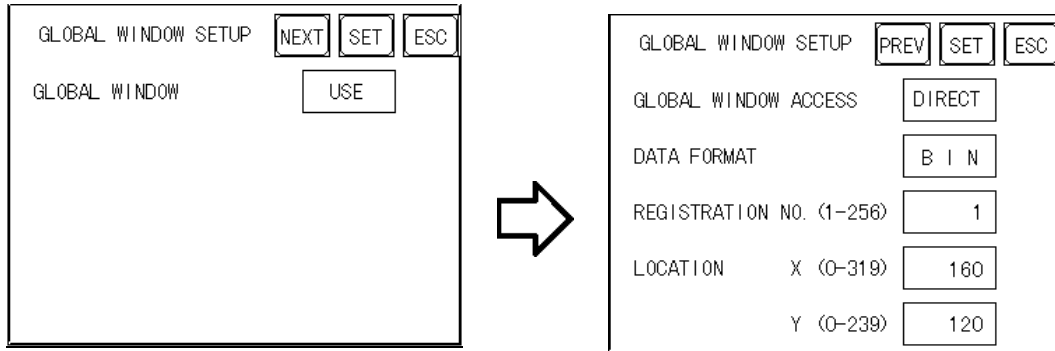 GLOBAL WINDOW SETUP NEXT SET ESC
GLOBAL WINDOW USE
GLOBAL WINDOW SETUP PREV SET ESC
GLOBAL WINDOW ACCESS DIRECT
DATA FORMAT B I N
REGISTRATION NO. (1-256) 1
LOCATION X (0-319) 160
Y (0-239) 120